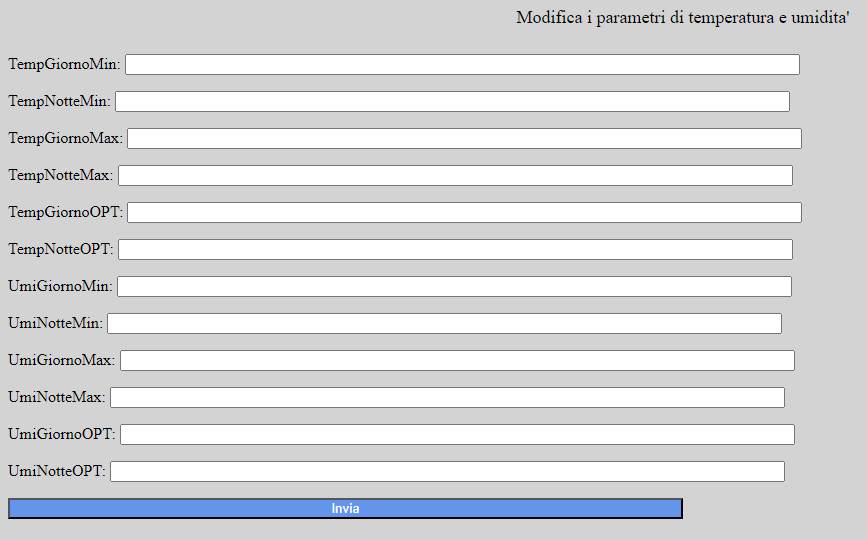 Modifica i parametri di temperatura e umidita'
TempGiornoMin:
TempNotteMin:
TempGiornoMax:
TempNotteMax:
TempGiornoOPT:
TempNotteOPT:
UmiGiornoMin:
UmiNotteMin:
UmiGiornoMax:
UmiNotteMax:
UmiGiornoOPT:
UmiNotteOPT:
Invia